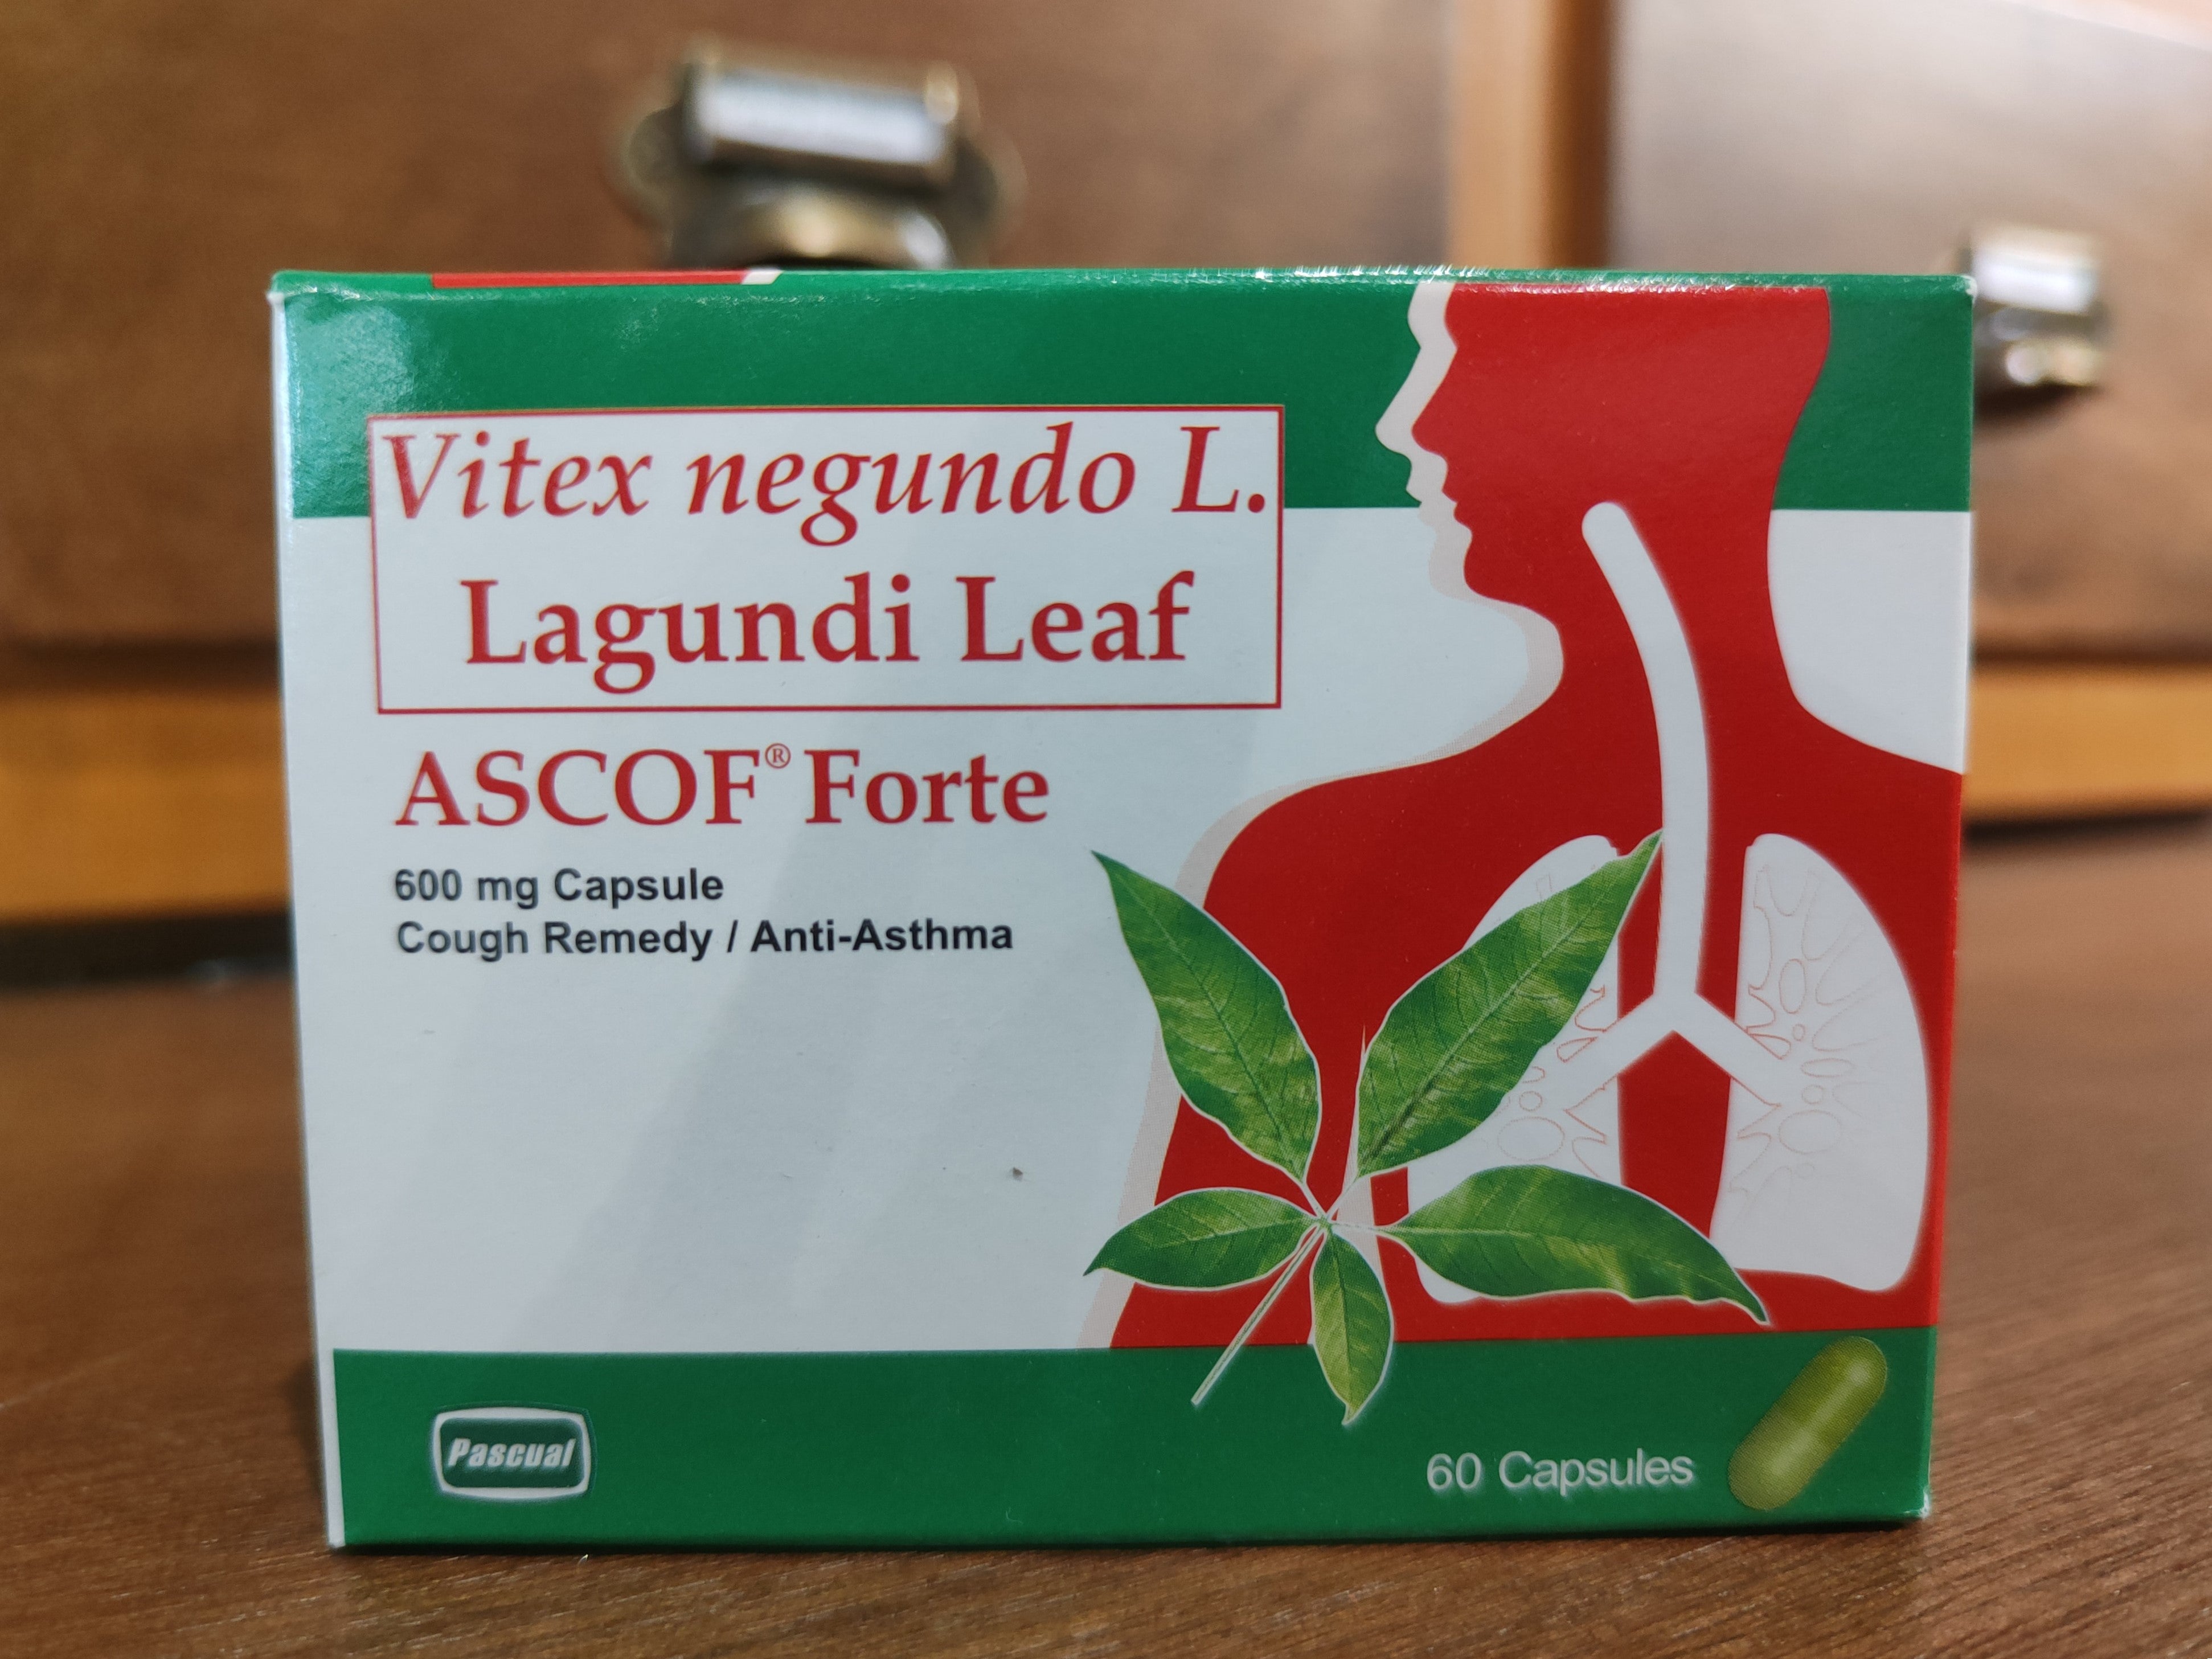 Vitex negundo L.
Lagundi Leaf
ASCOF® Forte
600 mg Capsule
Cough Remedy / Anti-Asthma
Pascual
60 Capsules